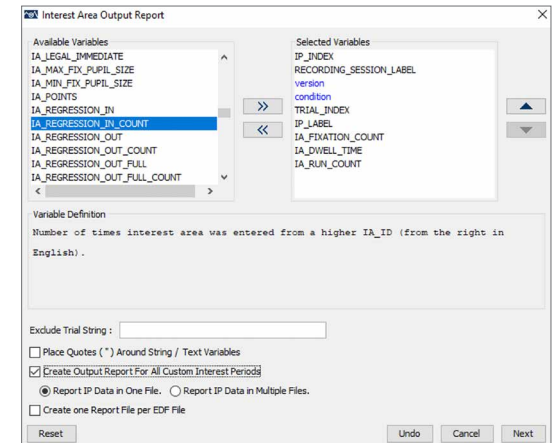 Interest Area Output Report
Available Variables
IA_LEGAL_IMMEDIATE
IA_MAX_FIX_PUPIL_SIZE
IA_MIN_FIX_PUPIL_SIZE
IA_POINTS
IA_REGRESSION_IN
IA_REGRESSION_IN_COUNT
IA_REGRESSION_OUT
IA_REGRESSION_OUT_COUNT
IA_REGRESSION_OUT_FULL
IA_REGRESSION_OUT_FULL_COUNT
Selected Variables
IP_INDEX
RECORDING_SESSION_LABEL
version
condition
TRIAL_INDEX
IP_LABEL
IA_FIXATION_COUNT
IA_DWELL_TIME
IA_RUN_COUNT
Variable Definition
Number of times interest area was entered from a higher IA_ID (from the right in
English).
Exclude Trial String :
Place Quotes ( " ) Around String / Text Variables
Create Output Report For All Custom Interest Periods
Report IP Data in One File. Report IP Data in Multiple Files.
Create one Report File per EDF File
Reset Undo Cancel Next